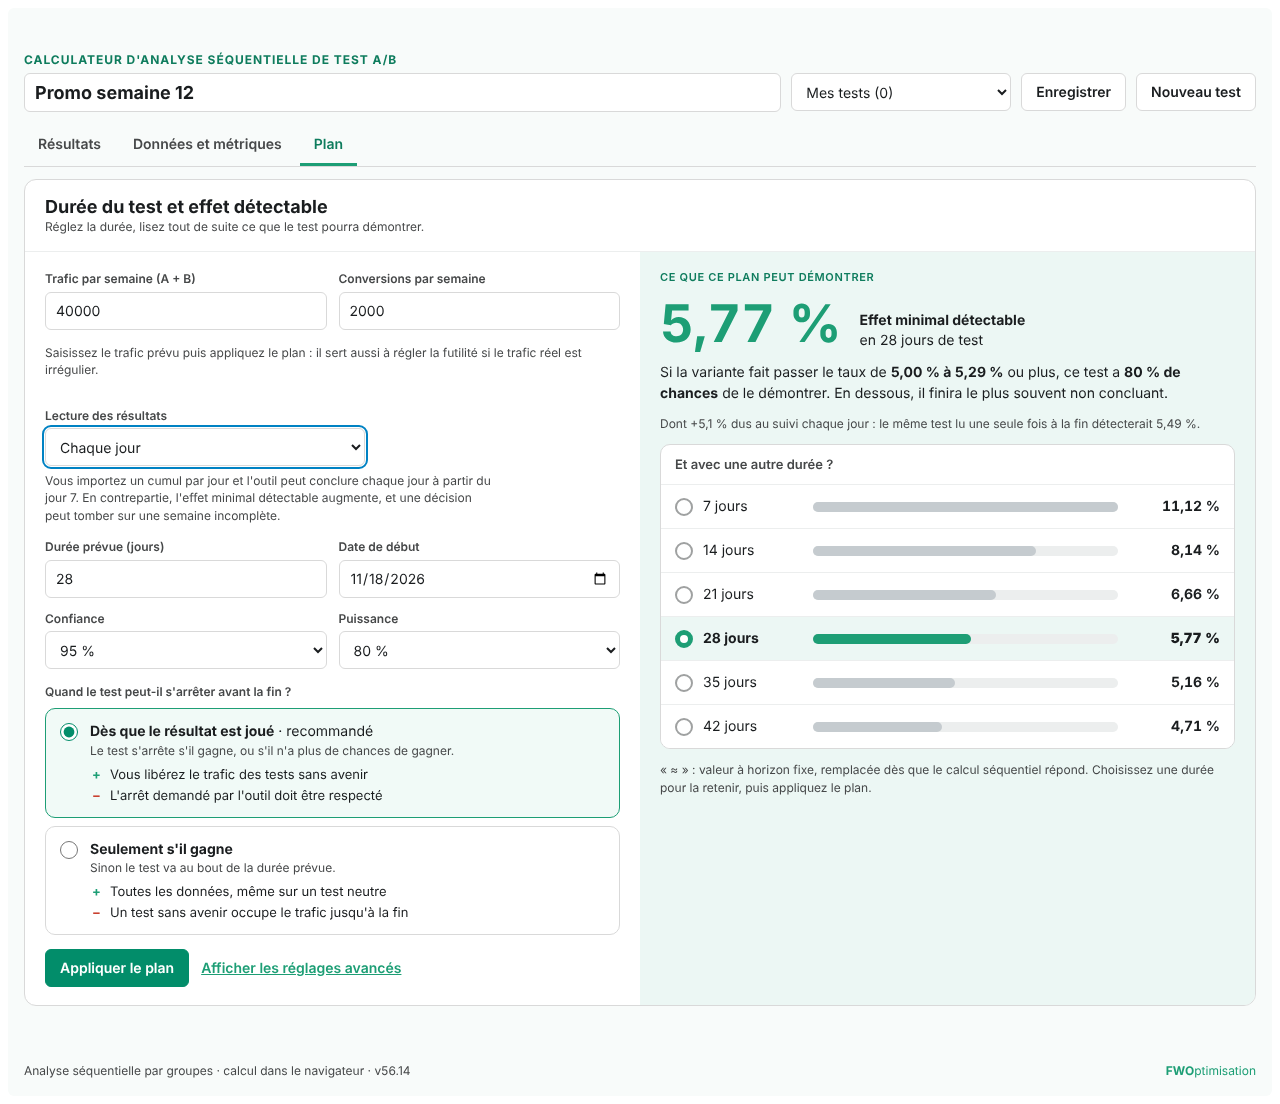 CALCULATEUR D'ANALYSE SÉQUENTIELLE DE TEST A/B
Promo semaine 12
Mes tests (0)
Enregistrer
Nouveau test
Résultats
Données et métriques
Plan
Durée du test et effet détectable
Réglez la durée, lisez tout de suite ce que le test pourra démontrer.
Trafic par semaine (A + B)
Conversions par semaine
40000
2000
Saisissez le trafic prévu puis appliquez le plan : il sert aussi à régler la futilité si le trafic réel est
irrégulier.
Lecture des résultats
Chaque jour
Vous importez un cumul par jour et l'outil peut conclure chaque jour à partir du
jour 7. En contrepartie, l'effet minimal détectable augmente, et une décision
peut tomber sur une semaine incomplète.
Durée prévue (jours)
Date de début
28
11/18/2026
Confiance
Puissance
95 %
80 %
Quand le test peut-il s'arrêter avant la fin ?
Dès que le résultat est joué · recommandé
Le test s'arrête s'il gagne, ou s'il n'a plus de chances de gagner.
+ Vous libérez le trafic des tests sans avenir
− L'arrêt demandé par l'outil doit être respecté
Seulement s'il gagne
Sinon le test va au bout de la durée prévue.
+ Toutes les données, même sur un test neutre
− Un test sans avenir occupe le trafic jusqu'à la fin
Appliquer le plan
Afficher les réglages avancés
CE QUE CE PLAN PEUT DÉMONTRER
5,77 %
Effet minimal détectable
en 28 jours de test
Si la variante fait passer le taux de 5,00 % à 5,29 % ou plus, ce test a 80 % de
chances de le démontrer. En dessous, il finira le plus souvent non concluant.
Dont +5,1 % dus au suivi chaque jour : le même test lu une seule fois à la fin détecterait 5,49 %.
Et avec une autre durée ?
7 jours 11,12 %
14 jours 8,14 %
21 jours 6,66 %
28 jours 5,77 %
35 jours 5,16 %
42 jours 4,71 %
« ≈ » : valeur à horizon fixe, remplacée dès que le calcul séquentiel répond. Choisissez une durée
pour la retenir, puis appliquez le plan.
Analyse séquentielle par groupes · calcul dans le navigateur · v56.14
FWOptimisation